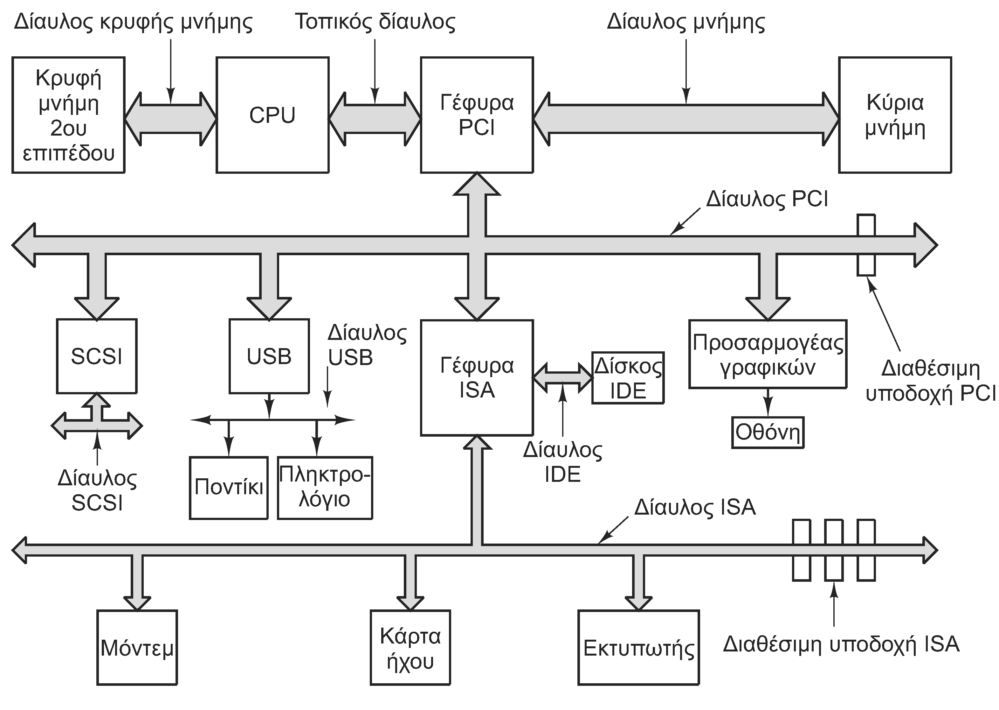 Δίαυλος κρυφής μνήμης
Τοπικός δίαυλος
Δίαυλος μνήμης
Κρυφή
μνήμη
2ου
επιπέδου
CPU
Γέφυρα
PCI
Κύρια
μνήμη
Δίαυλος PCI
SCSI
USB
Δίαυλος
USB
Γέφυρα
ISA
Δίσκος
IDE
Προσαρμογέας
γραφικών
Διαθέσιμη
υποδοχή PCI
Οθόνη
Δίαυλος
IDE
Δίαυλος
SCSI
Ποντίκι
Πληκτρο-
λόγιο
Δίαυλος ISA
Μόντεμ
Κάρτα
ήχου
Εκτυπωτής
Διαθέσιμη υποδοχή ISA